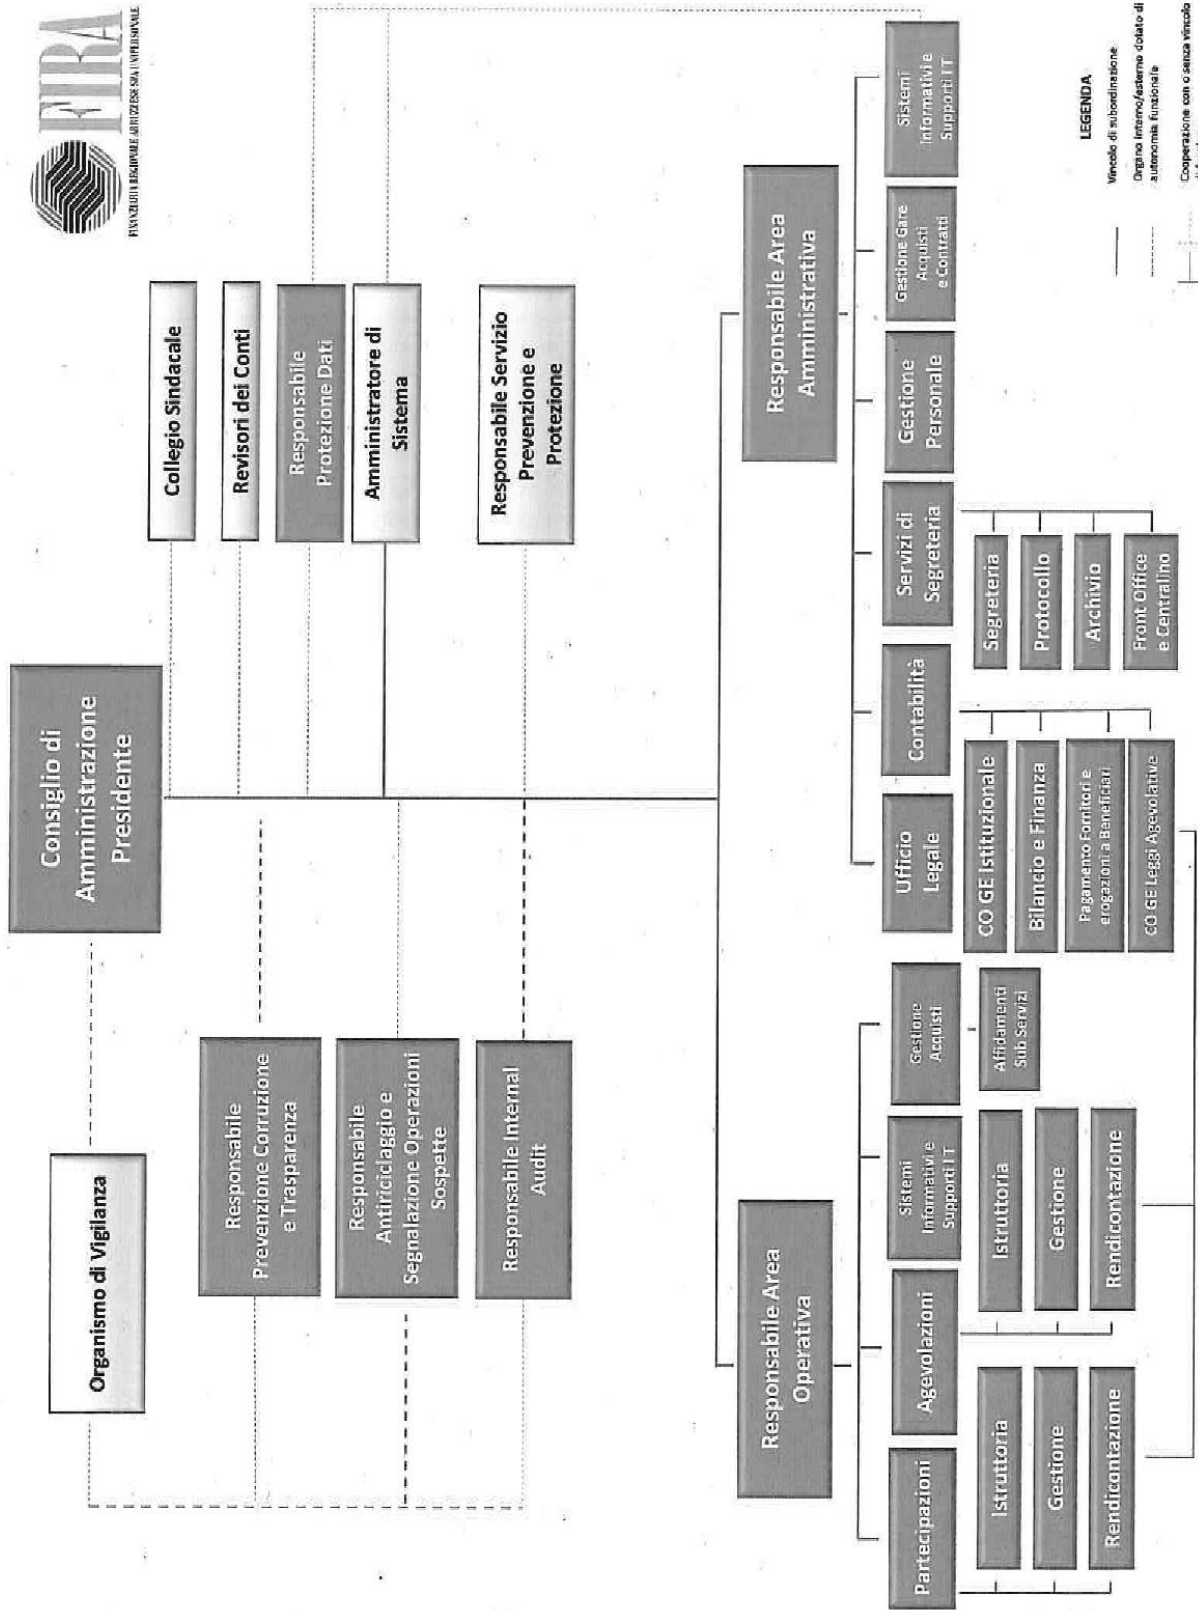 FIRA
FINANZIARIA REGIONALE ABRUZZESE SPA UNIPERSONALE
Consiglio di
Amministrazione
Presidente
Organismo di Vigilanza
Collegio Sindacale
Revisori dei Conti
Responsabile
Protezione Dati
Amministratore di
Sistema
Responsabile Servizio
Prevenzione e
Protezione
Responsabile
Prevenzione Corruzione
e Trasparenza
Responsabile
Antiriciclaggio e
Segnalazione Operazioni
Sospette
Responsabile Internal
Audit
Responsabile Area
Operativa
Responsabile Area
Amministrativa
Partecipazioni
Agevolazioni
Sistemi
Informativi e
Supporti I T
Gestione
Acquisti
Ufficio
Legale
Contabilità
Servizi di
Segreteria
Gestione
Personale
Gestione Gare
Acquisti
e Contratti
Sistemi
Informativi e
Supporti I T
Istruttoria
Gestione
Rendicontazione
Istruttoria
Gestione
Rendicontazione
Affidamenti
Sub Servizi
CO GE Istituzionale
Bilancio e Finanza
Pagamento Fornitori e
erogazioni a Beneficiari
CO GE Leggi Agevolative
Segreteria
Protocollo
Archivio
Front Office
e Centralino
LEGENDA
Vincolo di subordinazione
Organo interno/esterno dotato di
autonomia funzionale
Cooperazione con o senza vincolo